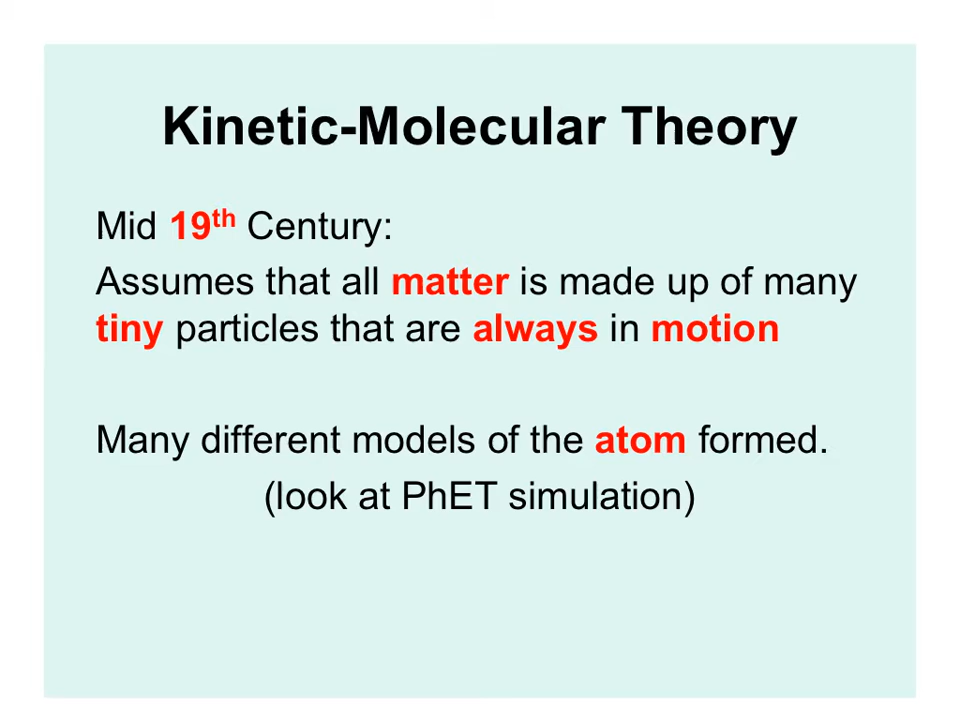 Kinetic-Molecular Theory
Mid 19th Century:
Assumes that all matter is made up of many
tiny particles that are always in motion
Many different models of the atom formed.
(look at PhET simulation)